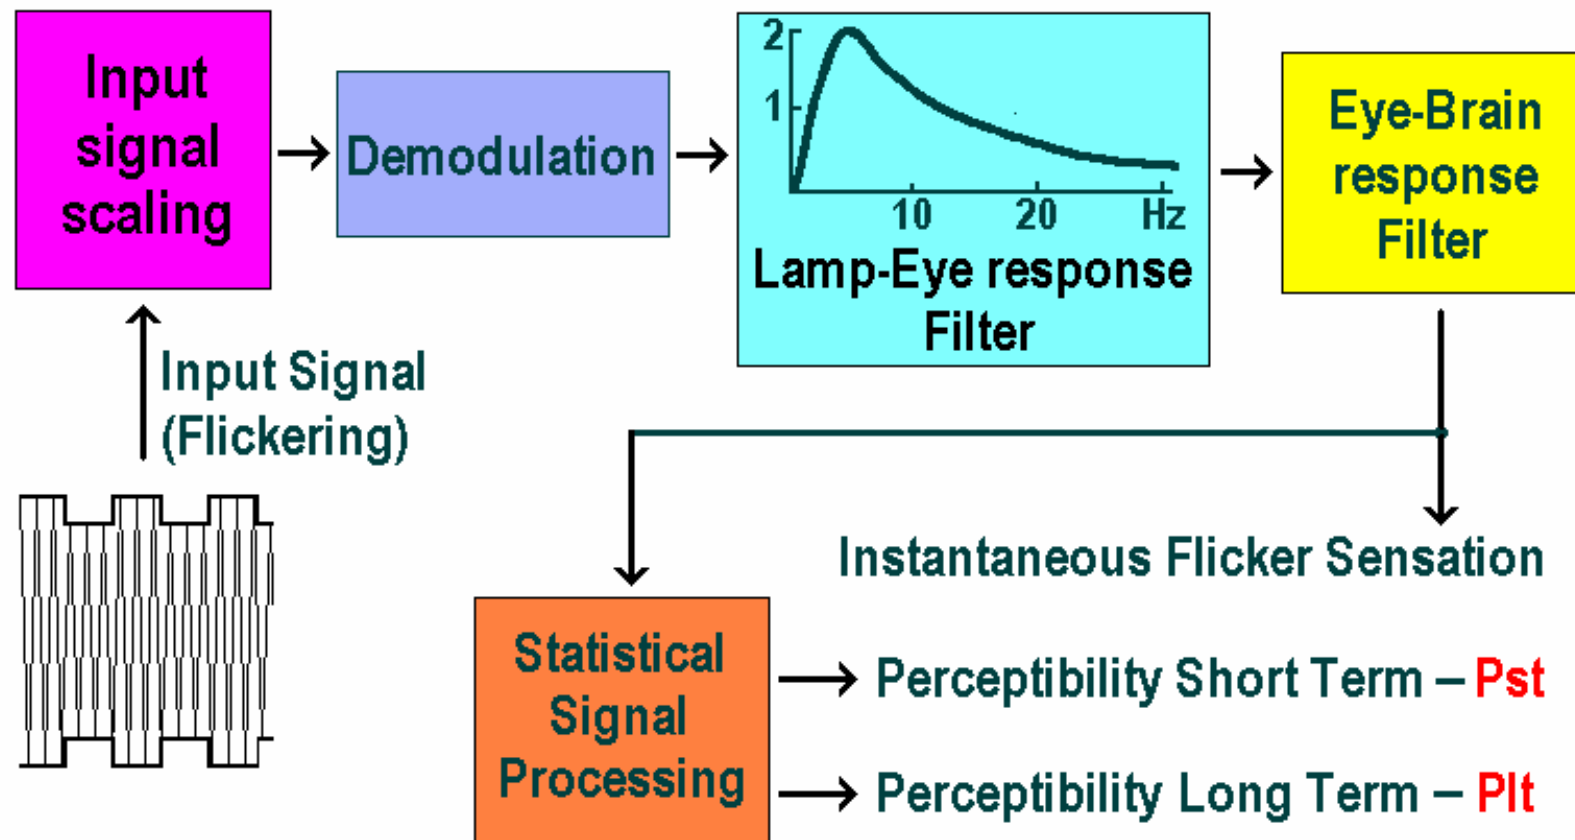 Input
signal
scaling
Demodulation
2
1
10
20
Hz
Lamp-Eye response
Filter
Eye-Brain
response
Filter
Input Signal
(Flickering)
Instantaneous Flicker Sensation
Statistical
Signal
Processing
Perceptibility Short Term – Pst
Perceptibility Long Term – Plt